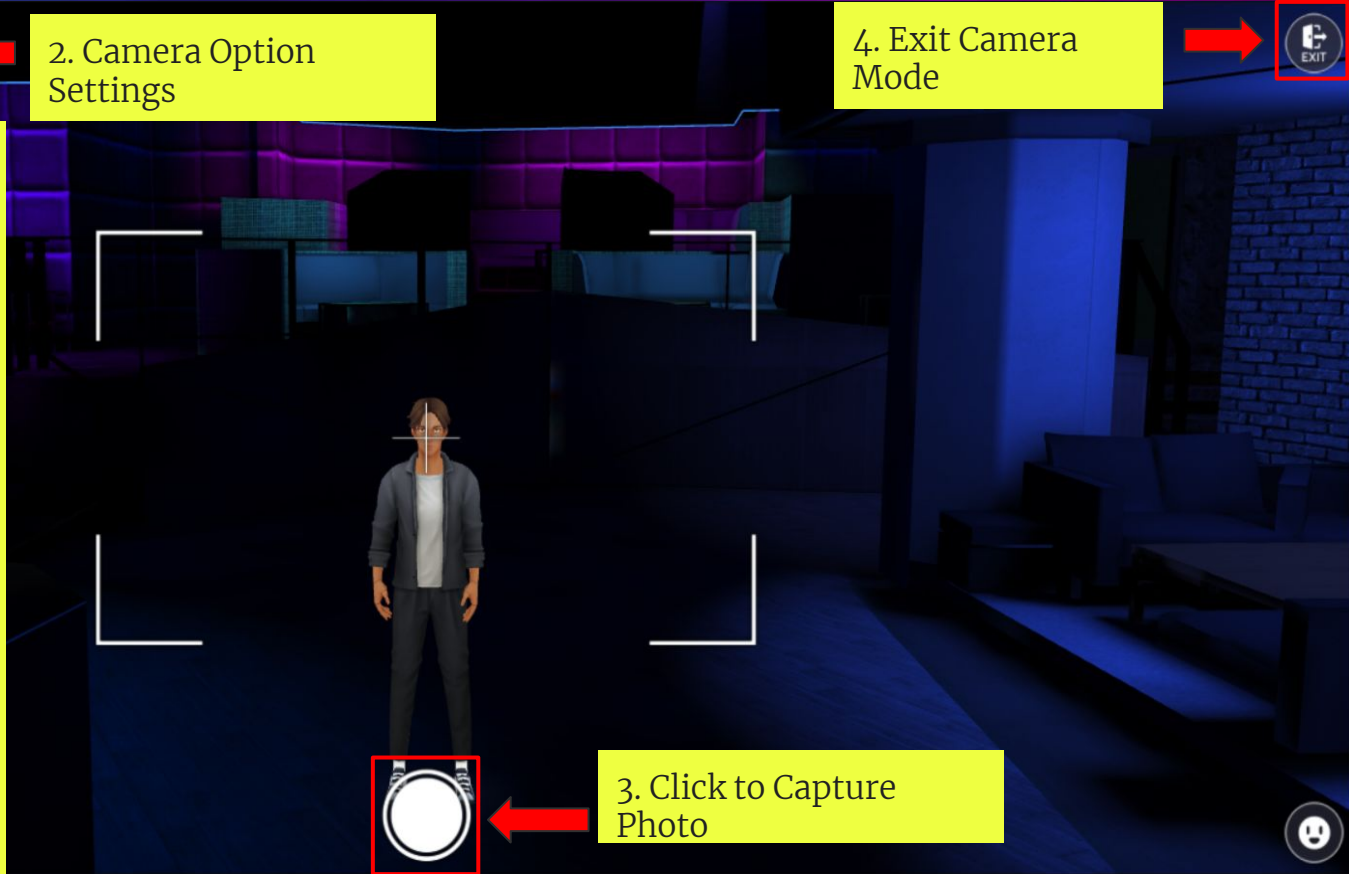 2. Camera Option
Settings
4. Exit Camera
Mode
EXIT
3. Click to Capture
Photo